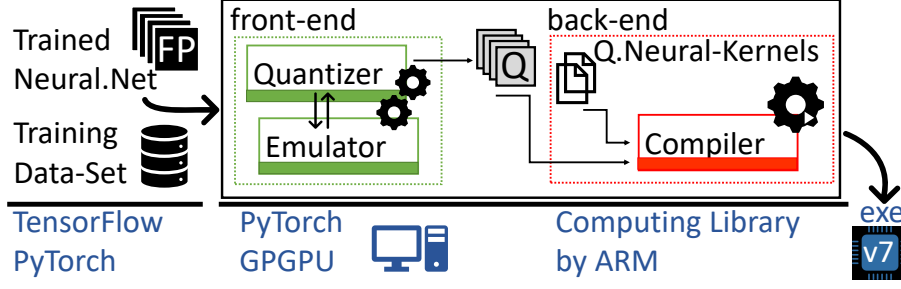 Trained
Neural.Net
FP
Training
Data-Set
front-end
Quantizer
Emulator
Q
back-end
Q.Neural-Kernels
Compiler
TensorFlow
PyTorch
PyTorch
GPGPU
Computing Library
by ARM
exe
v7